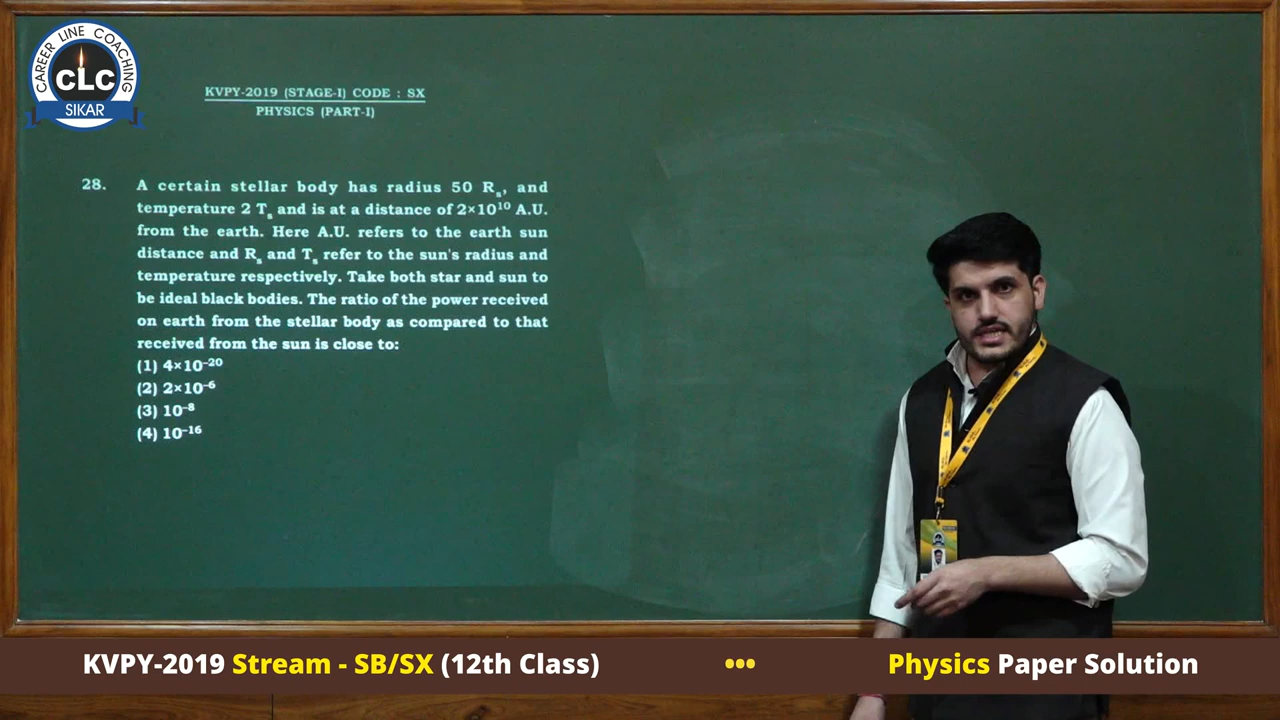 CAREER LINE COACHING
CLC
SIKAR
KVPY-2019 (STAGE-I) CODE : SX
PHYSICS (PART-I)
28. A certain stellar body has radius 50 Rₛ, and
temperature 2 Tₛ and is at a distance of 2×10¹⁰ A.U.
from the earth. Here A.U. refers to the earth sun
distance and Rₛ and Tₛ refer to the sun's radius and
temperature respectively. Take both star and sun to
be ideal black bodies. The ratio of the power received
on earth from the stellar body as compared to that
received from the sun is close to:
(1) 4×10⁻²⁰
(2) 2×10⁻⁶
(3) 10⁻⁸
(4) 10⁻¹⁶
KVPY-2019 Stream - SB/SX (12th Class) ••• Physics Paper Solution